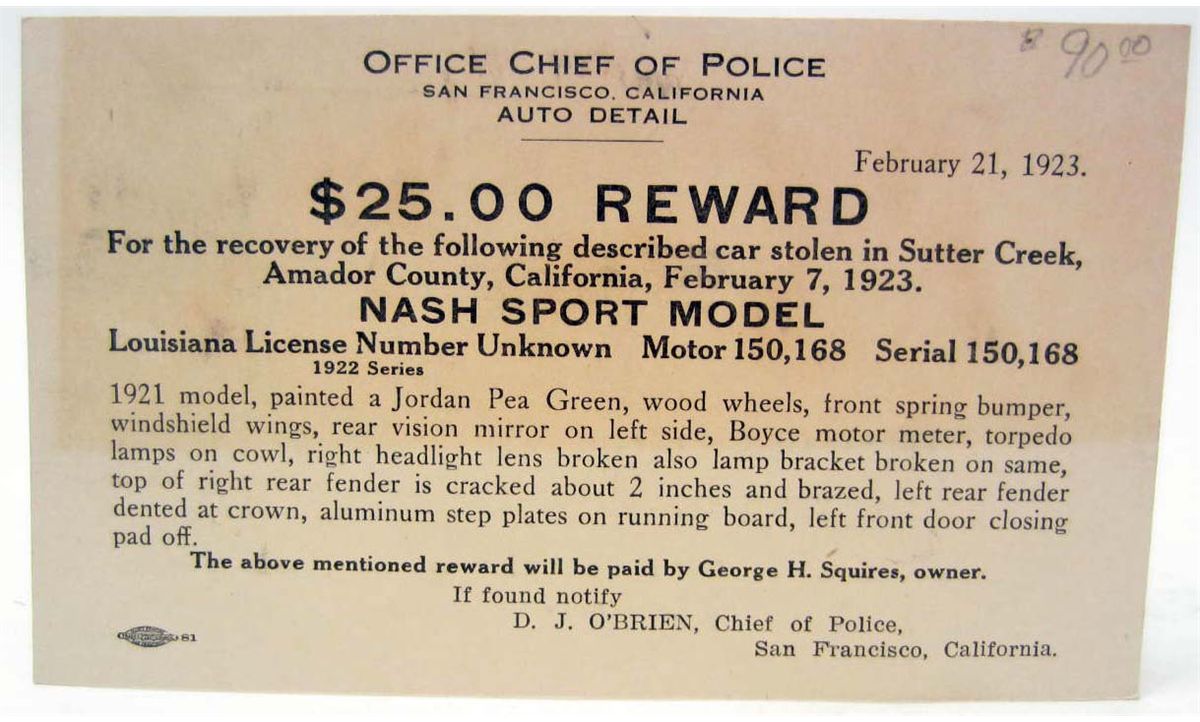 $ 90 00
OFFICE CHIEF OF POLICE
SAN FRANCISCO, CALIFORNIA
AUTO DETAIL
February 21, 1923.
$25.00 REWARD
For the recovery of the following described car stolen in Sutter Creek,
Amador County, California, February 7, 1923.
NASH SPORT MODEL
Louisiana License Number Unknown Motor 150,168 Serial 150,168
1922 Series
1921 model, painted a Jordan Pea Green, wood wheels, front spring bumper,
windshield wings, rear vision mirror on left side, Boyce motor meter, torpedo
lamps on cowl, right headlight lens broken also lamp bracket broken on same,
top of right rear fender is cracked about 2 inches and brazed, left rear fender
dented at crown, aluminum step plates on running board, left front door closing
pad off.
The above mentioned reward will be paid by George H. Squires, owner.
If found notify
D. J. O'BRIEN, Chief of Police,
San Francisco, California.
81